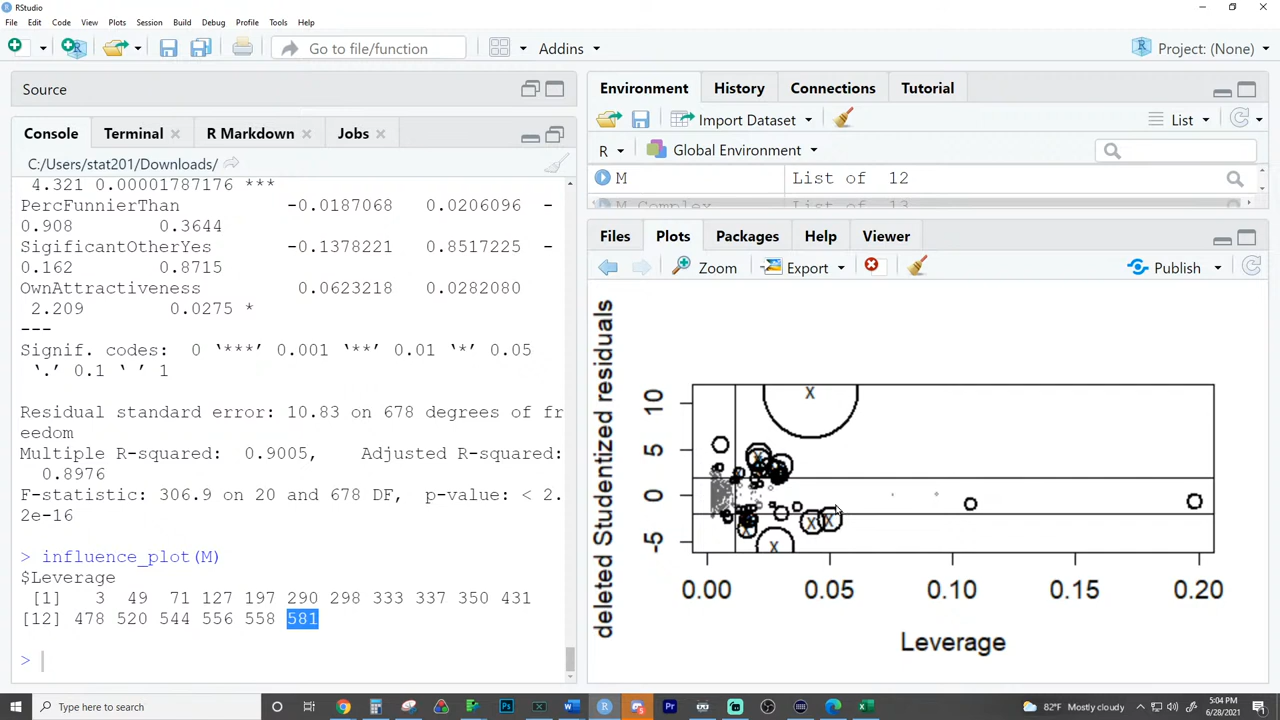 RStudio
File Edit Code View Plots Session Build Debug Profile Tools Help
Go to file/function Addins Project: (None)
Source
Console Terminal R Markdown Jobs
C:/Users/stat201/Downloads/
4.321 0.00001787176 ***
PercFunnierThan -0.0187068 0.0206096 -
0.908 0.3644
SigificantOtherYes -0.1378221 0.8517225 -
0.162 0.8715
OwnAttractiveness 0.0623218 0.0282080
2.209 0.0275 *
---
Signif. codes: 0 ‘***’ 0.001 ‘**’ 0.01 ‘*’ 0.05
‘.’ 0.1 ‘ ’ 1
Residual standard error: 10.83 on 678 degrees of fr
eedom
Multiple R-squared: 0.9005, Adjusted R-squared:
0.8976
F-statistic: 306.9 on 20 and 678 DF, p-value: < 2.
2e-16
> influence_plot(M)
$Leverage
[1] 3 49 71 127 197 290 298 333 337 350 431
[12] 478 520 544 556 558 581
>
Environment History Connections Tutorial
Import Dataset List
R Global Environment
M List of 12
M Complex List of 13
Files Plots Packages Help Viewer
Zoom Export Publish
deleted Studentized residuals
10
5
0
-5
0.00 0.05 0.10 0.15 0.20
Leverage
Type here to search
82°F Mostly cloudy
5:04 PM
6/28/2021